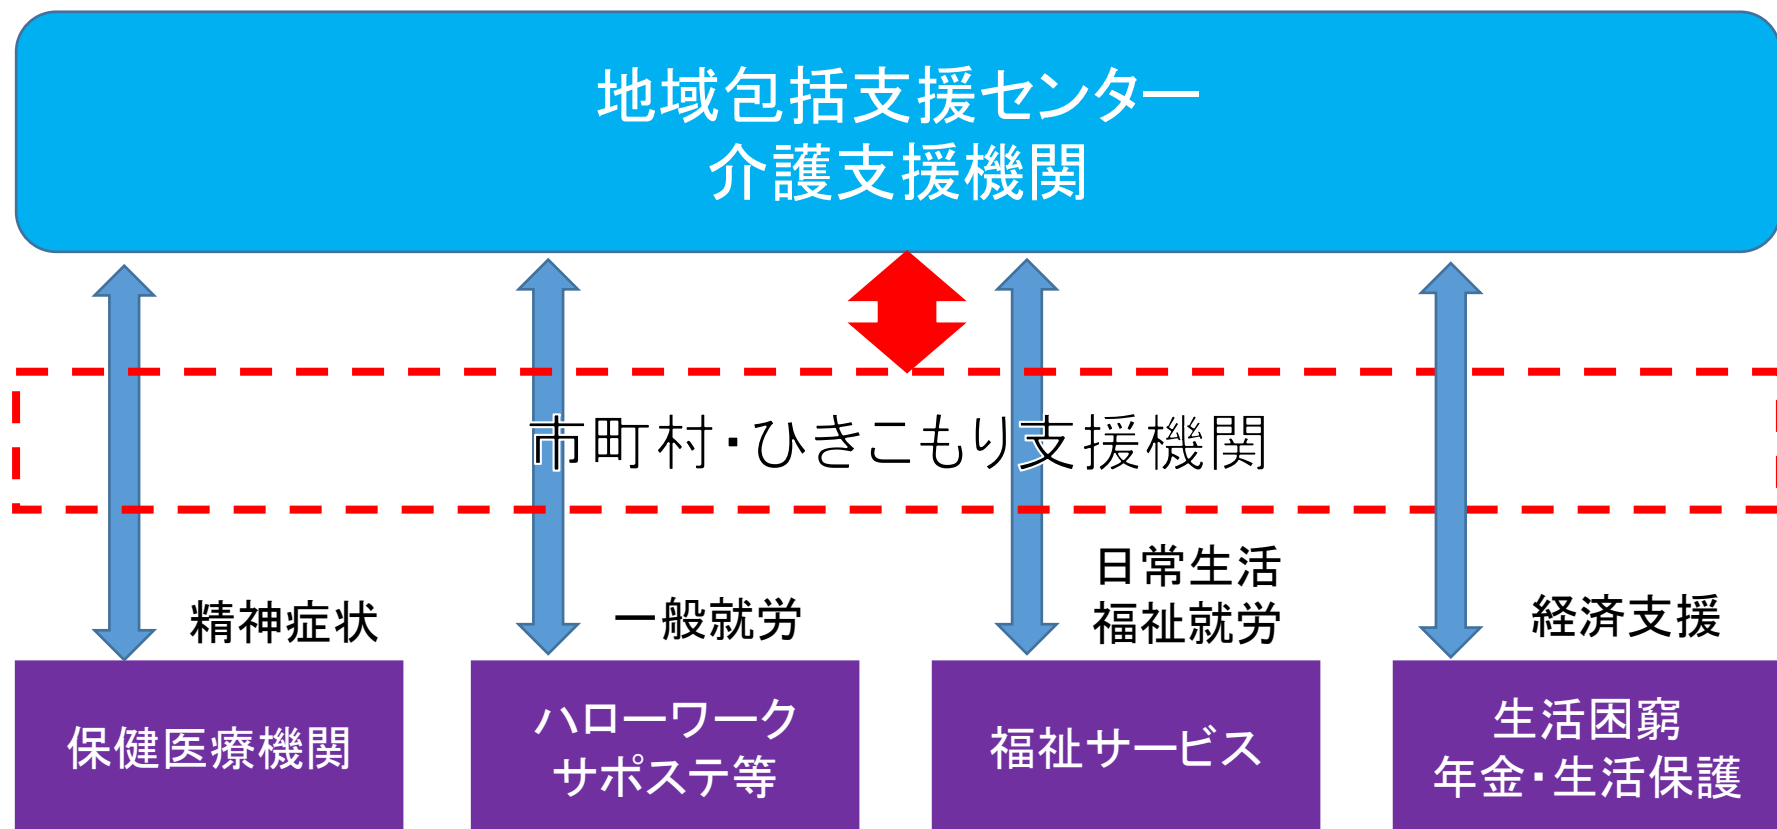 地域包括支援センター
介護支援機関
市町村・ひきこもり支援機関
精神症状
一般就労
日常生活
福祉就労
経済支援
保健医療機関
ハローワーク
サポステ等
福祉サービス
生活困窮
年金・生活保護